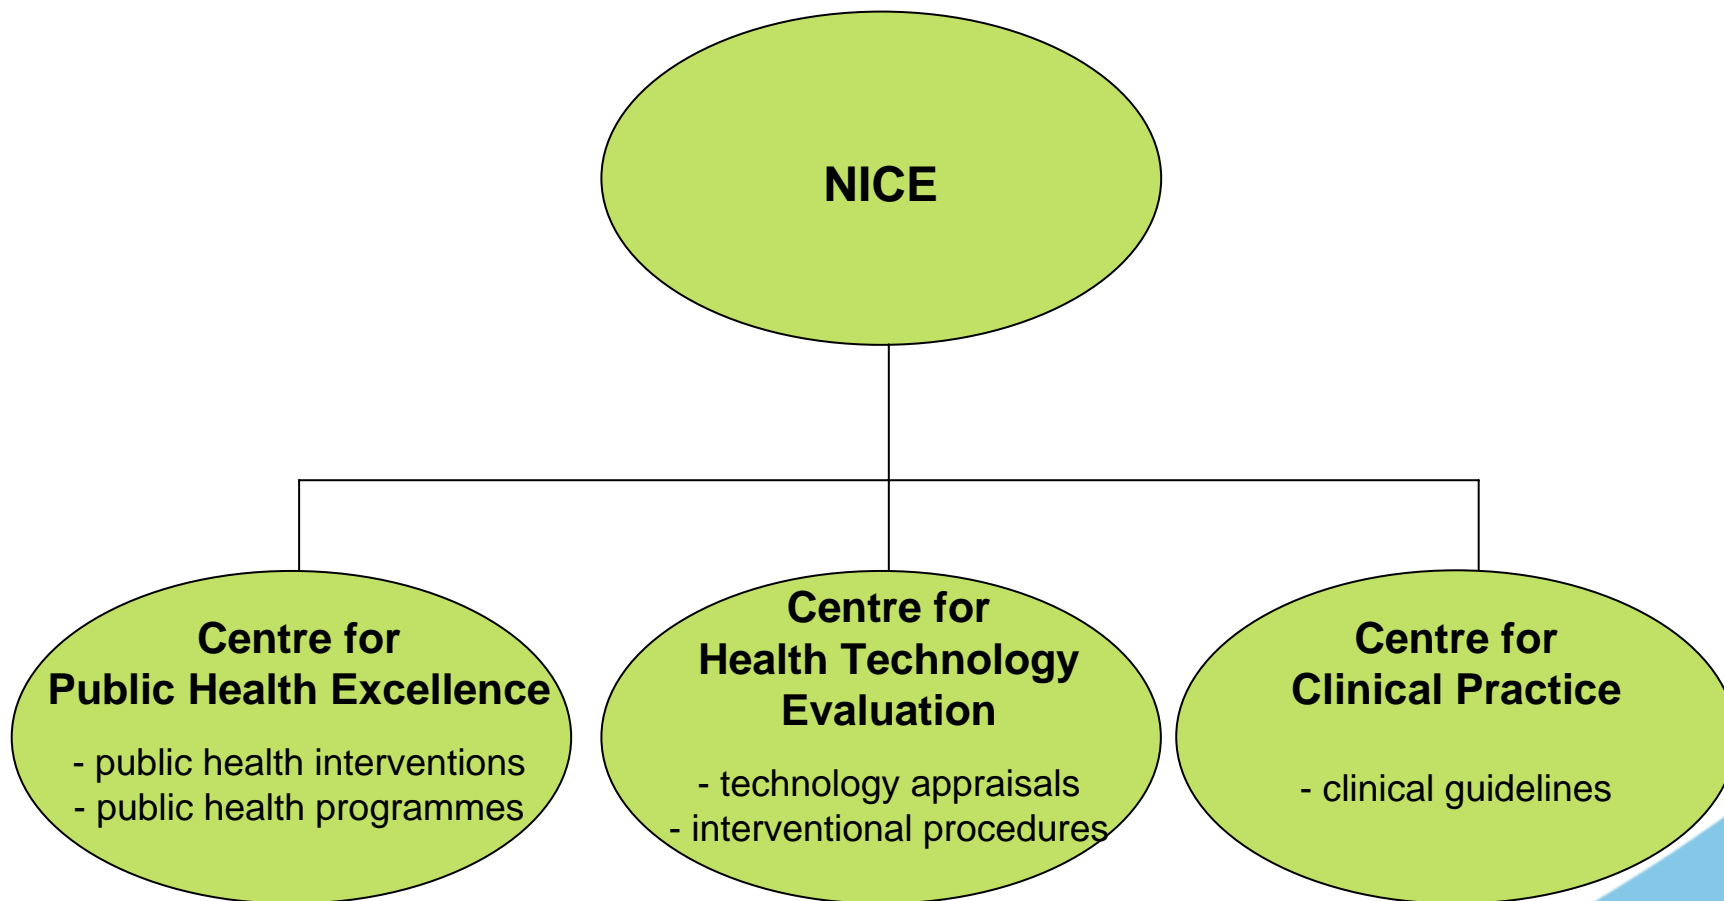 NICE
Centre for
Public Health Excellence
- public health interventions
- public health programmes
Centre for
Health Technology
Evaluation
- technology appraisals
- interventional procedures
Centre for
Clinical Practice
- clinical guidelines